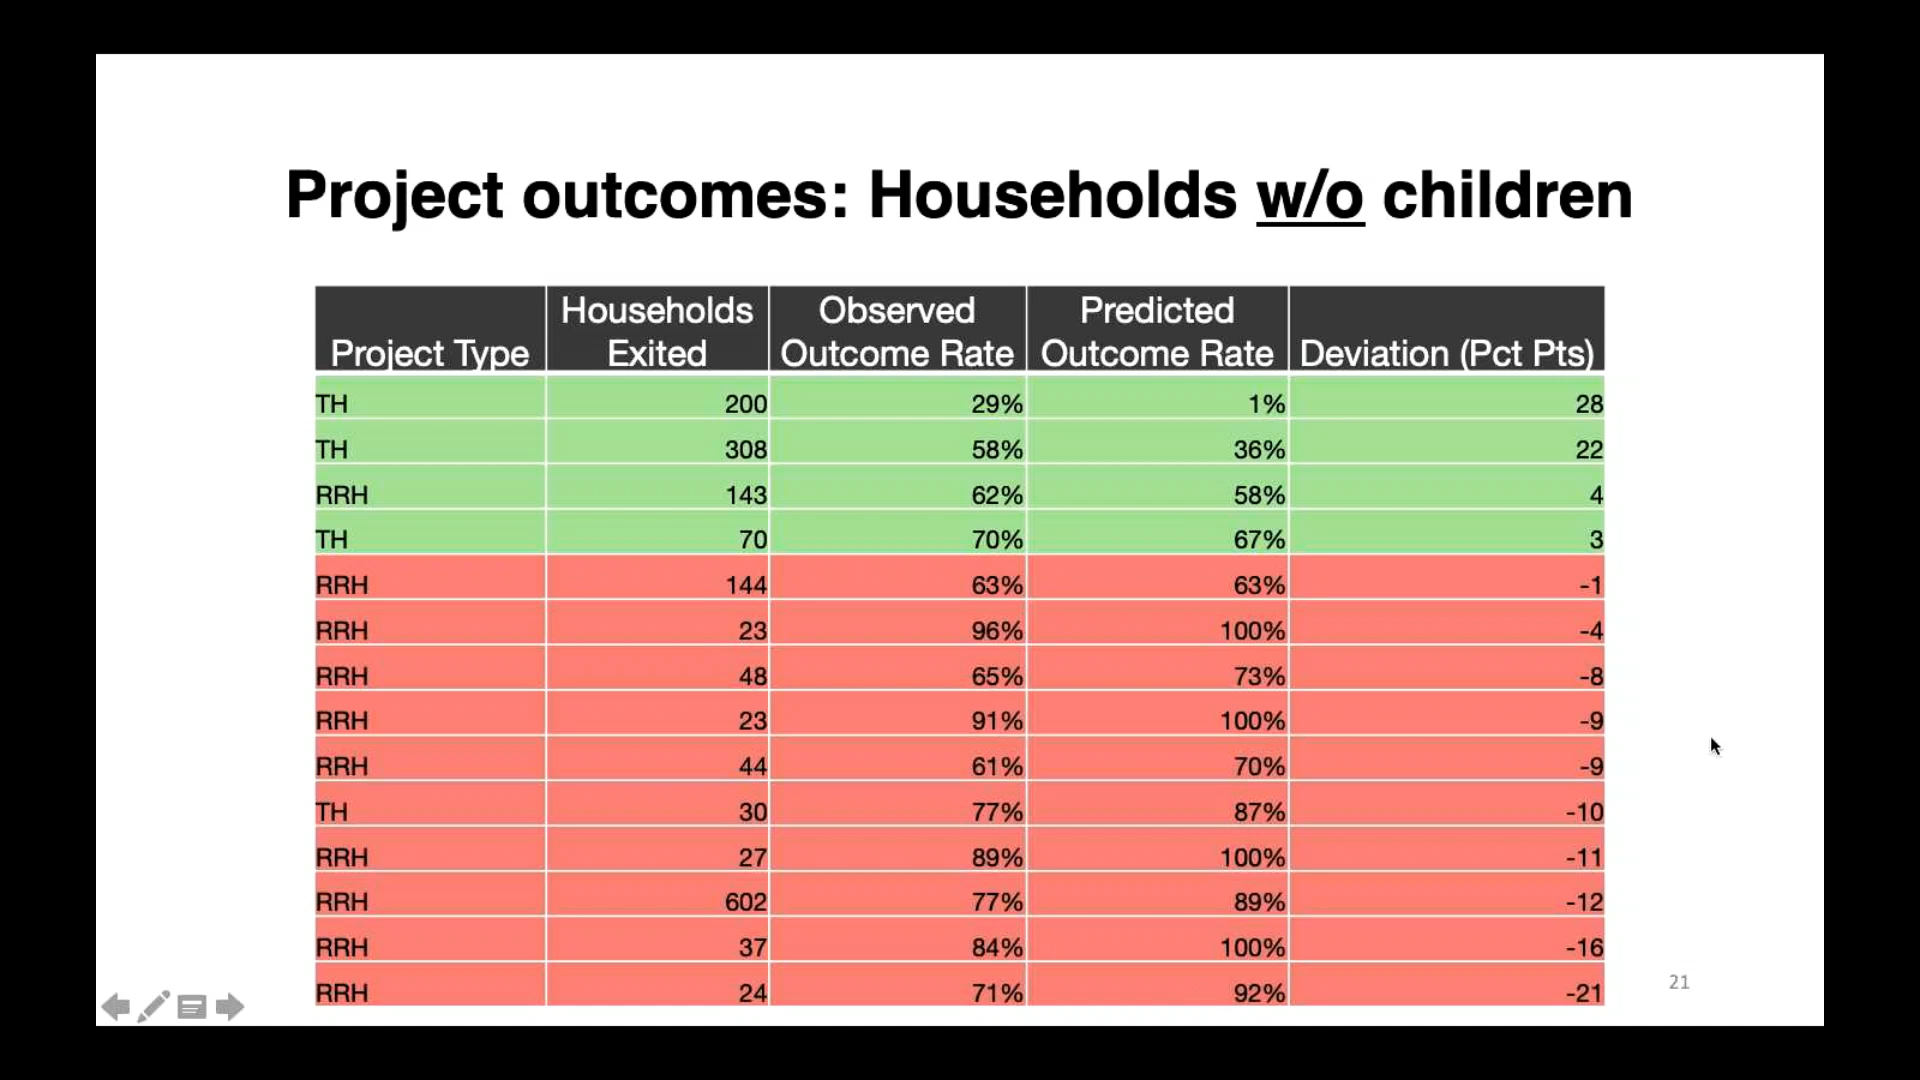 Project outcomes: Households w/o children
Project Type Households Exited Observed Outcome Rate Predicted Outcome Rate Deviation (Pct Pts)
TH 200 29% 1% 28
TH 308 58% 36% 22
RRH 143 62% 58% 4
TH 70 70% 67% 3
RRH 144 63% 63% -1
RRH 23 96% 100% -4
RRH 48 65% 73% -8
RRH 23 91% 100% -9
RRH 44 61% 70% -9
TH 30 77% 87% -10
RRH 27 89% 100% -11
RRH 602 77% 89% -12
RRH 37 84% 100% -16
RRH 24 71% 92% -21
21